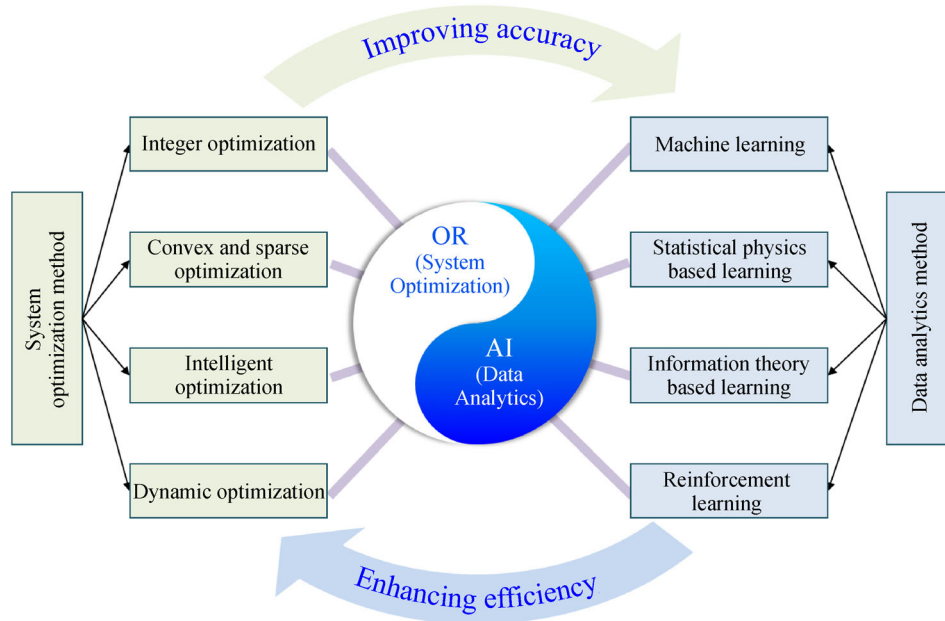 Improving accuracy
System
optimization method
Integer optimization
Convex and sparse
optimization
Intelligent
optimization
Dynamic optimization
OR
(System
Optimization)
AI
(Data
Analytics)
Machine learning
Statistical physics
based learning
Information theory
based learning
Reinforcement
learning
Data analytics method
Enhancing efficiency